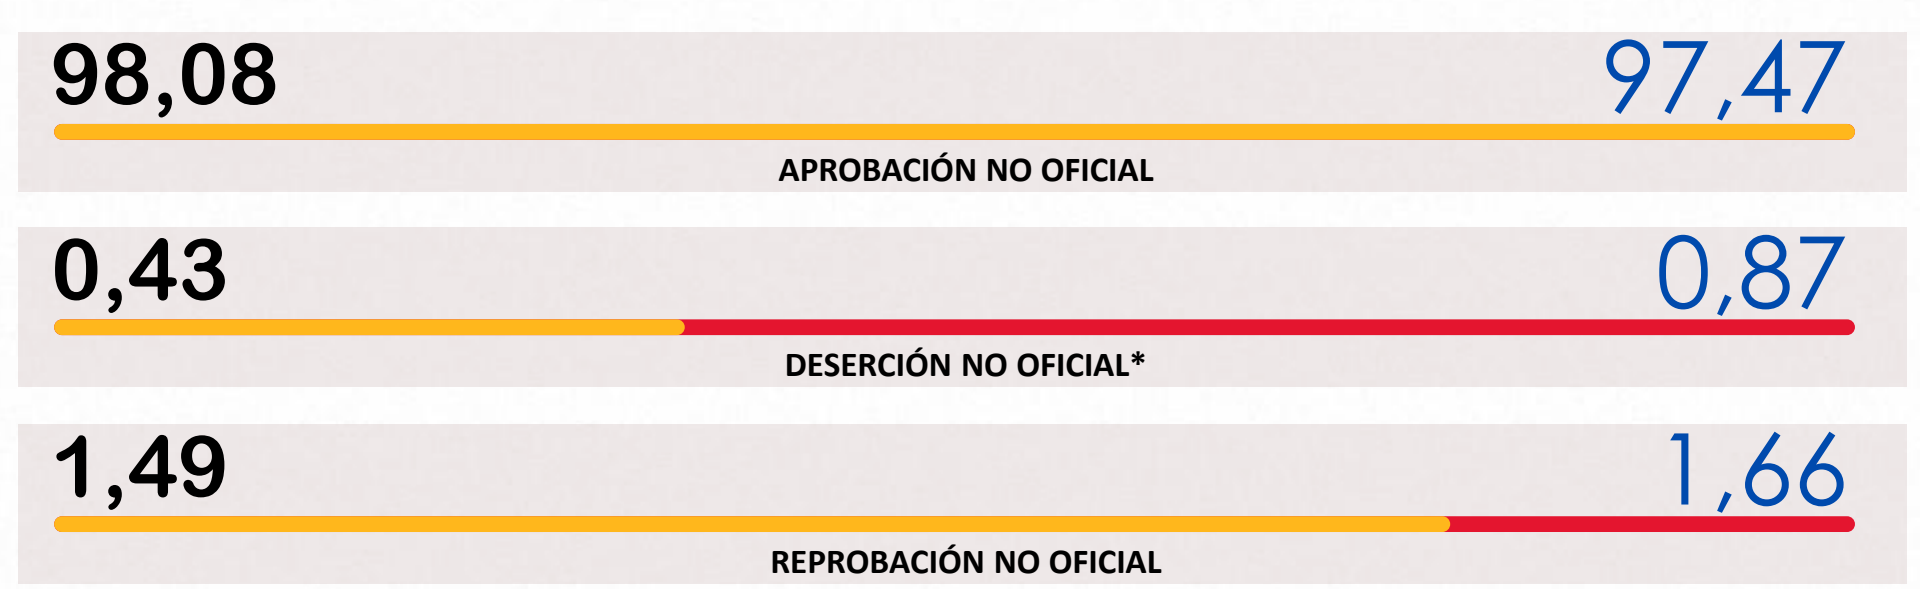 98,08 97,47
APROBACIÓN NO OFICIAL
0,43 0,87
DESERCIÓN NO OFICIAL*
1,49 1,66
REPROBACIÓN NO OFICIAL